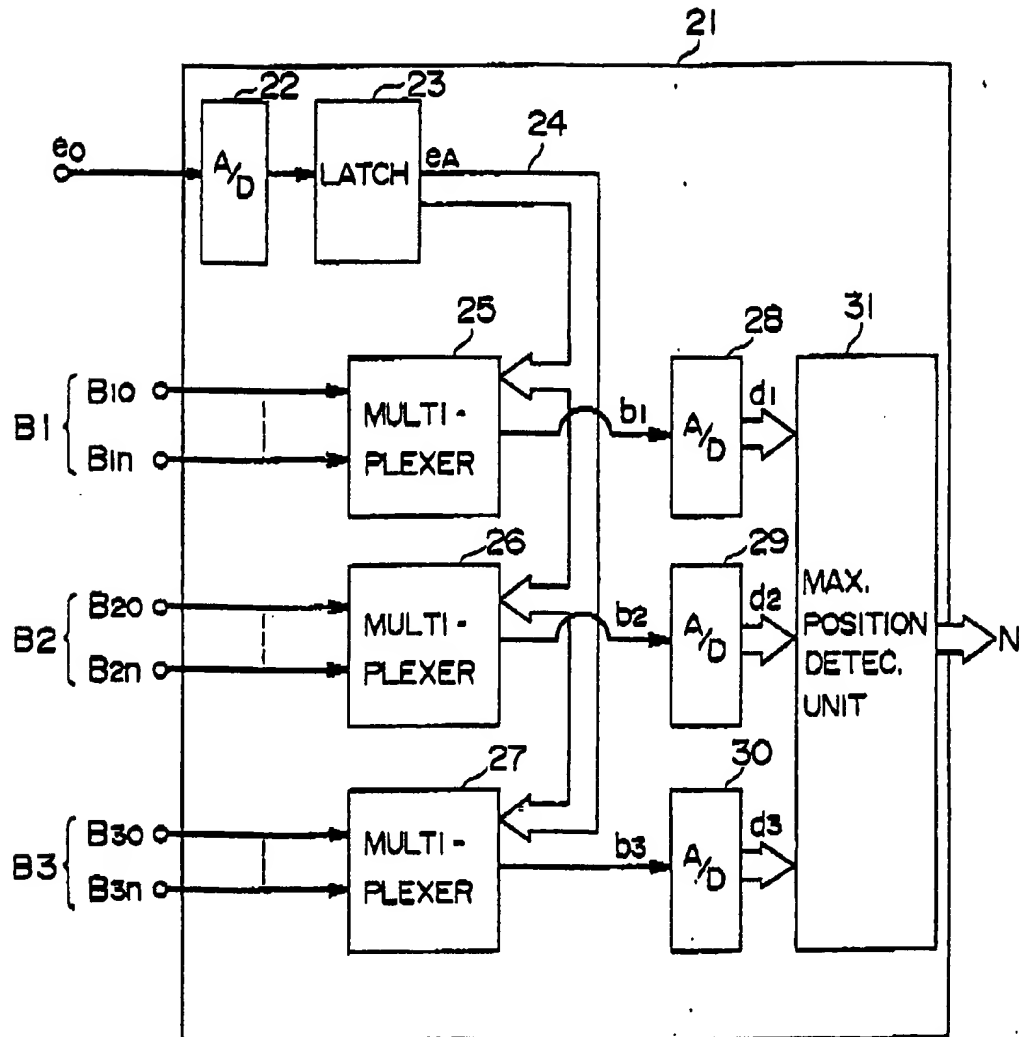 21
22
23
eo
A/D
LATCH
eA
24
25
28
31
B1
B10
B1n
MULTI-
PLEXER
b1
A/D
d1
26
29
B2
B20
B2n
MULTI-
PLEXER
b2
A/D
d2
MAX.
POSITION
DETEC.
UNIT
N
27
30
B3
B30
B3n
MULTI-
PLEXER
b3
A/D
d3